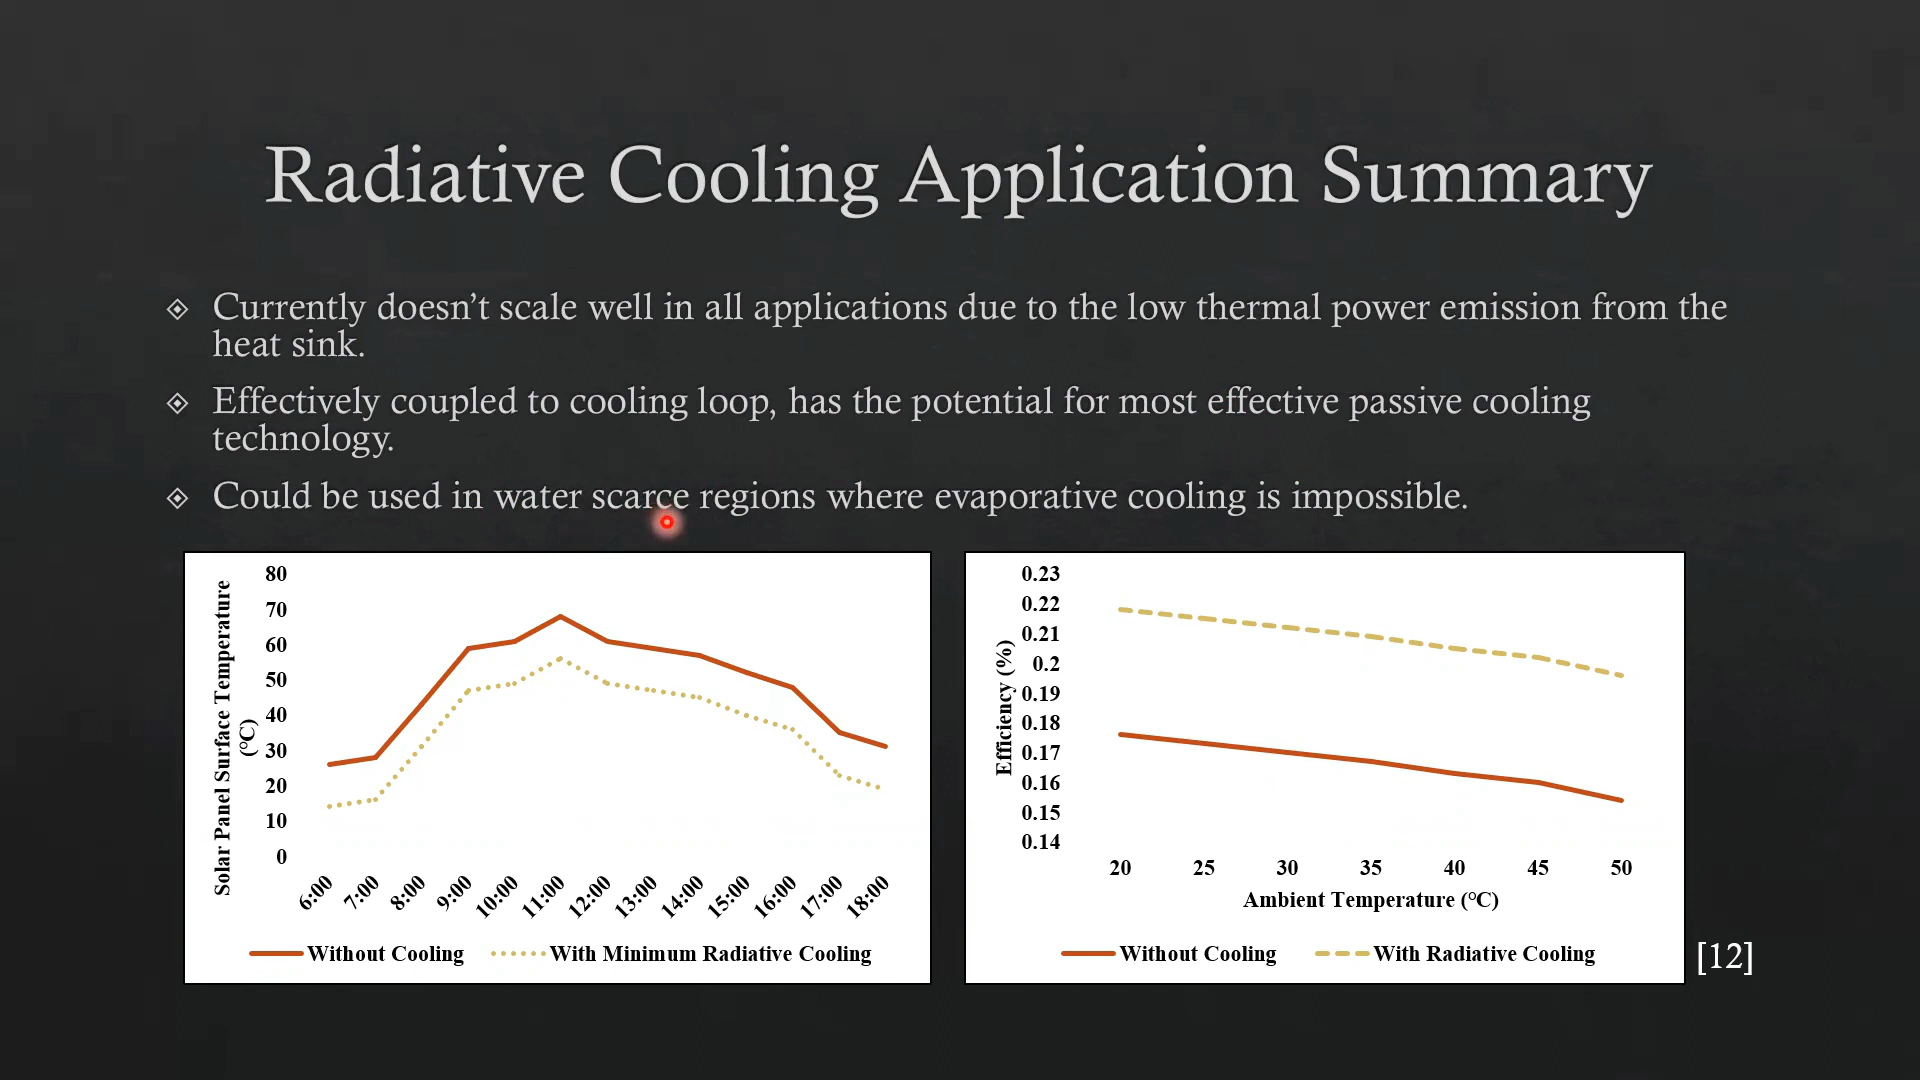 Radiative Cooling Application Summary
Currently doesn't scale well in all applications due to the low thermal power emission from the
heat sink.
Effectively coupled to cooling loop, has the potential for most effective passive cooling
technology.
Could be used in water scarce regions where evaporative cooling is impossible.
Solar Panel Surface Temperature
(°C)
80
70
60
50
40
30
20
10
0
6:00 7:00 8:00 9:00 10:00 11:00 12:00 13:00 14:00 15:00 16:00 17:00 18:00
Without Cooling With Minimum Radiative Cooling
Efficiency (%)
0.23
0.22
0.21
0.2
0.19
0.18
0.17
0.16
0.15
0.14
20 25 30 35 40 45 50
Ambient Temperature (°C)
Without Cooling With Radiative Cooling
[12]